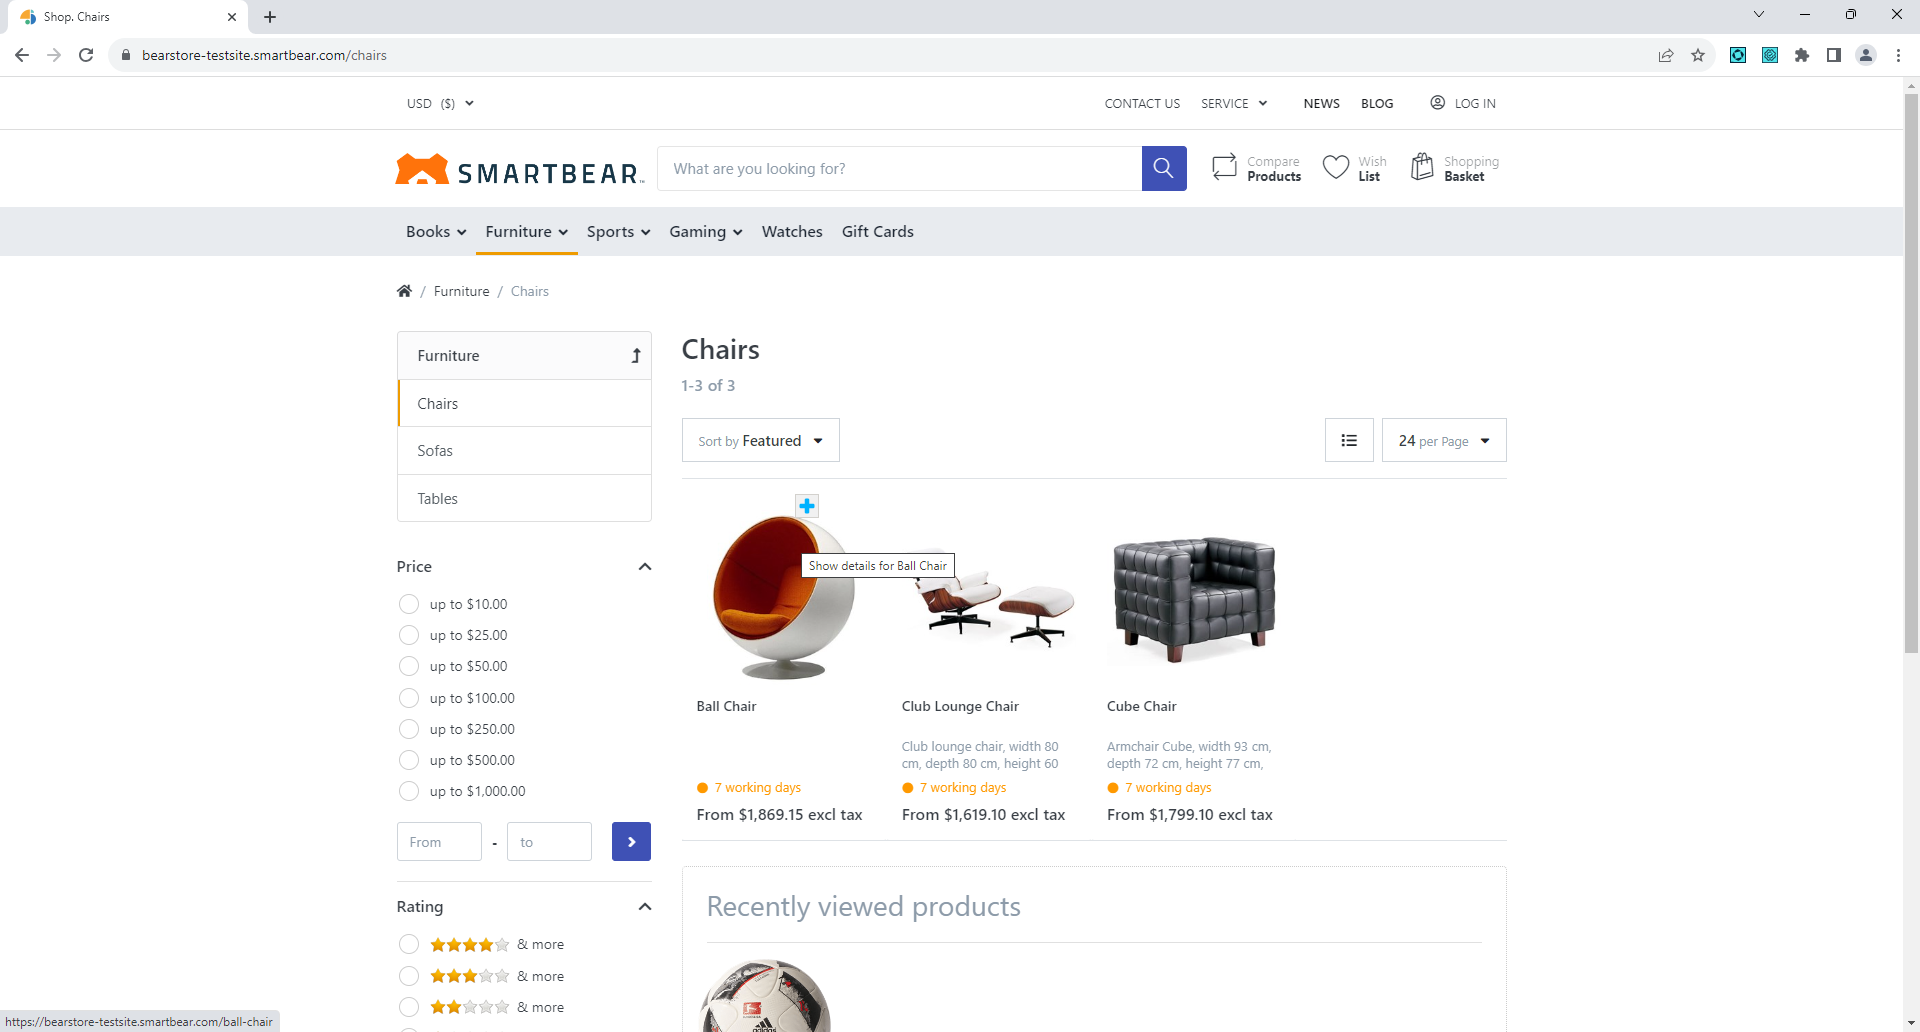 Shop. Chairs
bearstore-testsite.smartbear.com/chairs
USD ($)
CONTACT US
SERVICE
NEWS
BLOG
LOG IN
SMARTBEAR
What are you looking for?
Compare
Products
Wish
List
Shopping
Basket
Books
Furniture
Sports
Gaming
Watches
Gift Cards
/ Furniture / Chairs
Furniture
Chairs
Sofas
Tables
Price
up to $10.00
up to $25.00
up to $50.00
up to $100.00
up to $250.00
up to $500.00
up to $1,000.00
From
-
to
Rating
& more
& more
& more
Chairs
1-3 of 3
Sort by Featured
24 per Page
Show details for Ball Chair
Ball Chair
7 working days
From $1,869.15 excl tax
Club Lounge Chair
Club lounge chair, width 80
cm, depth 80 cm, height 60
7 working days
From $1,619.10 excl tax
Cube Chair
Armchair Cube, width 93 cm,
depth 72 cm, height 77 cm,
7 working days
From $1,799.10 excl tax
Recently viewed products
adidas
https://bearstore-testsite.smartbear.com/ball-chair